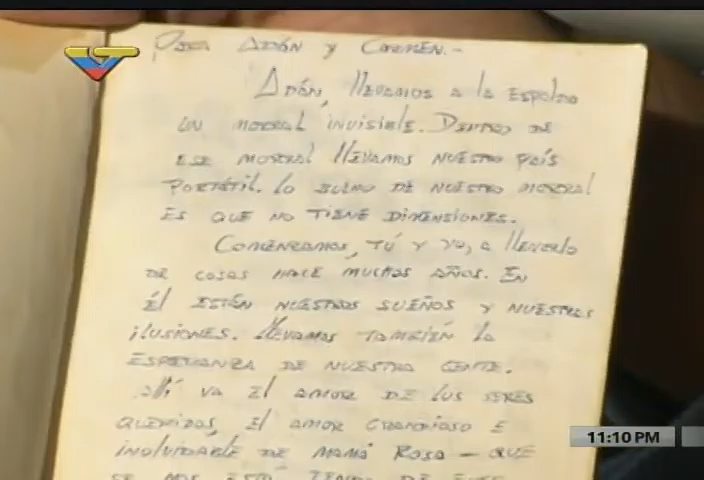 Para Adán y Carmen.-
Adán, llevamos a la espalda
un morral invisible. Dentro de
ese morral llevamos nuestro país
portátil. Lo bueno de nuestro morral
es que no tiene dimensiones.
Comenzamos, tú y yo, a llenarlo
de cosas hace muchos años. En
él están nuestros sueños y nuestras
ilusiones. Llevamos también la
esperanza de nuestra gente.
Allí va el amor de los seres
queridos, el amor grandioso e
inolvidable de mamá Rosa – que
11:10 PM